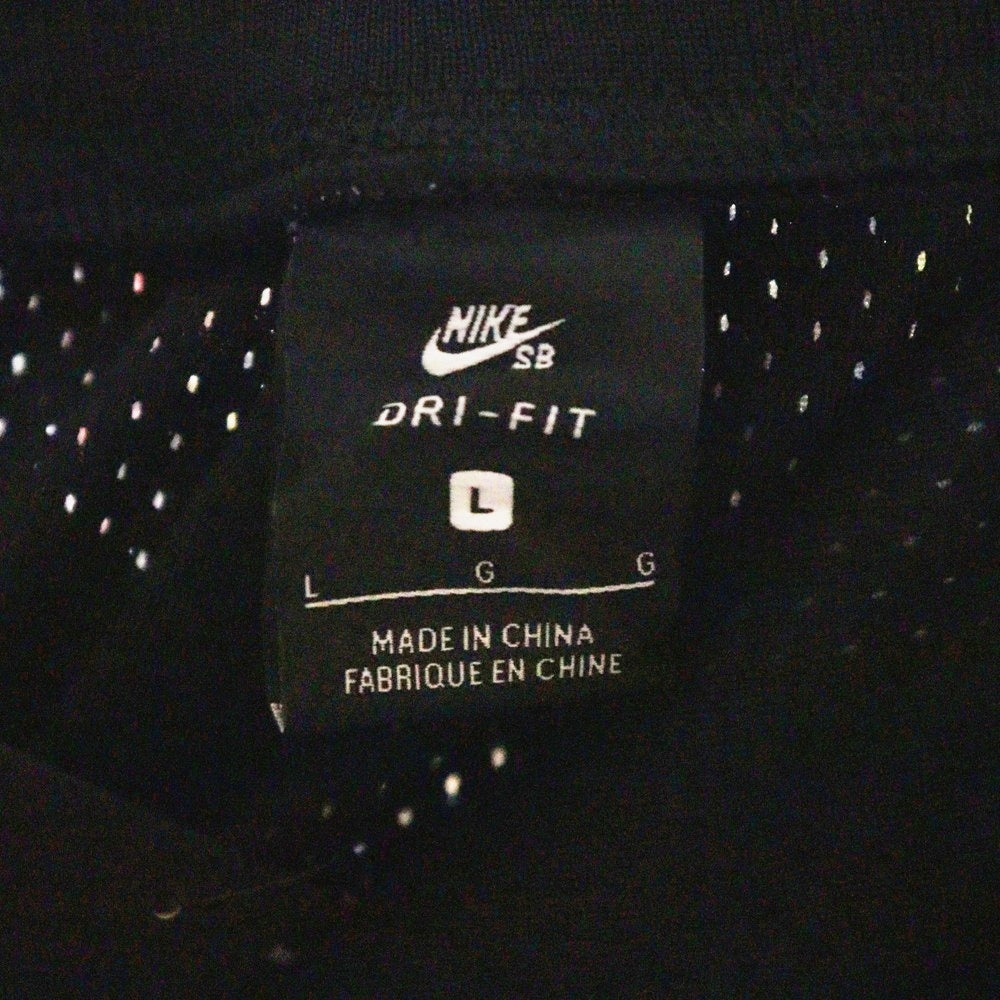 NIKE
SB
DRI-FIT
L
L G G
MADE IN CHINA
FABRIQUE EN CHINE